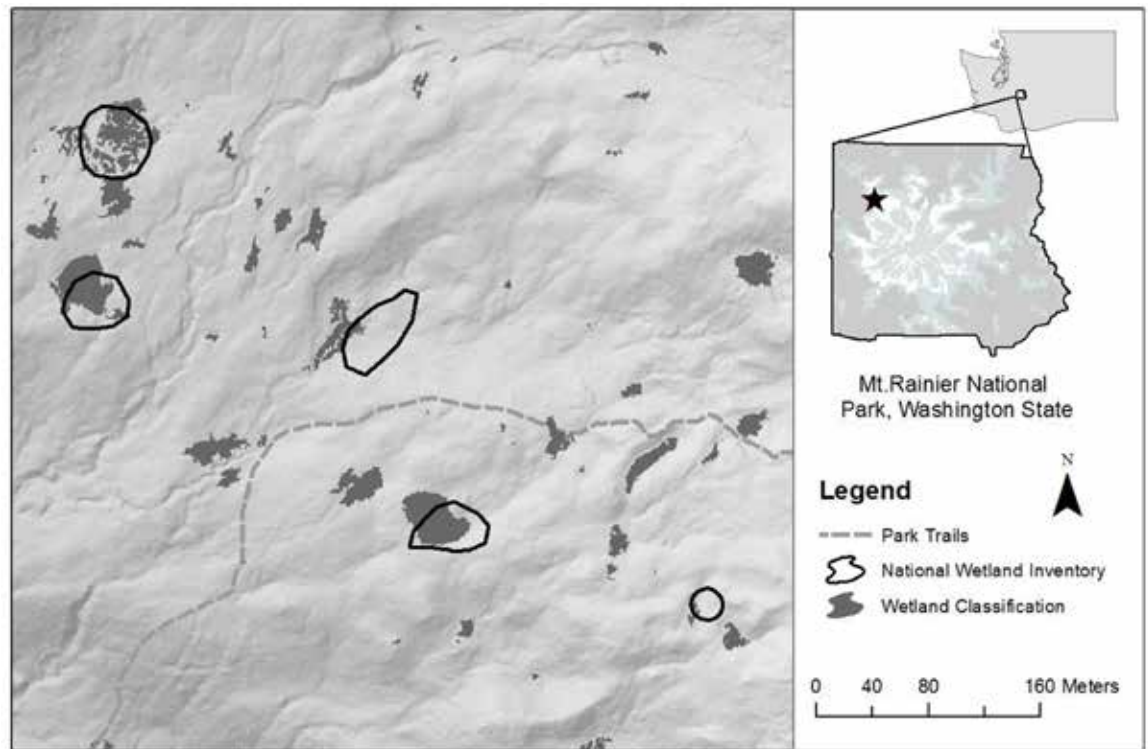 Mt.Rainier National
Park, Washington State
N
Legend
Park Trails
National Wetland Inventory
Wetland Classification
0 40 80 160 Meters